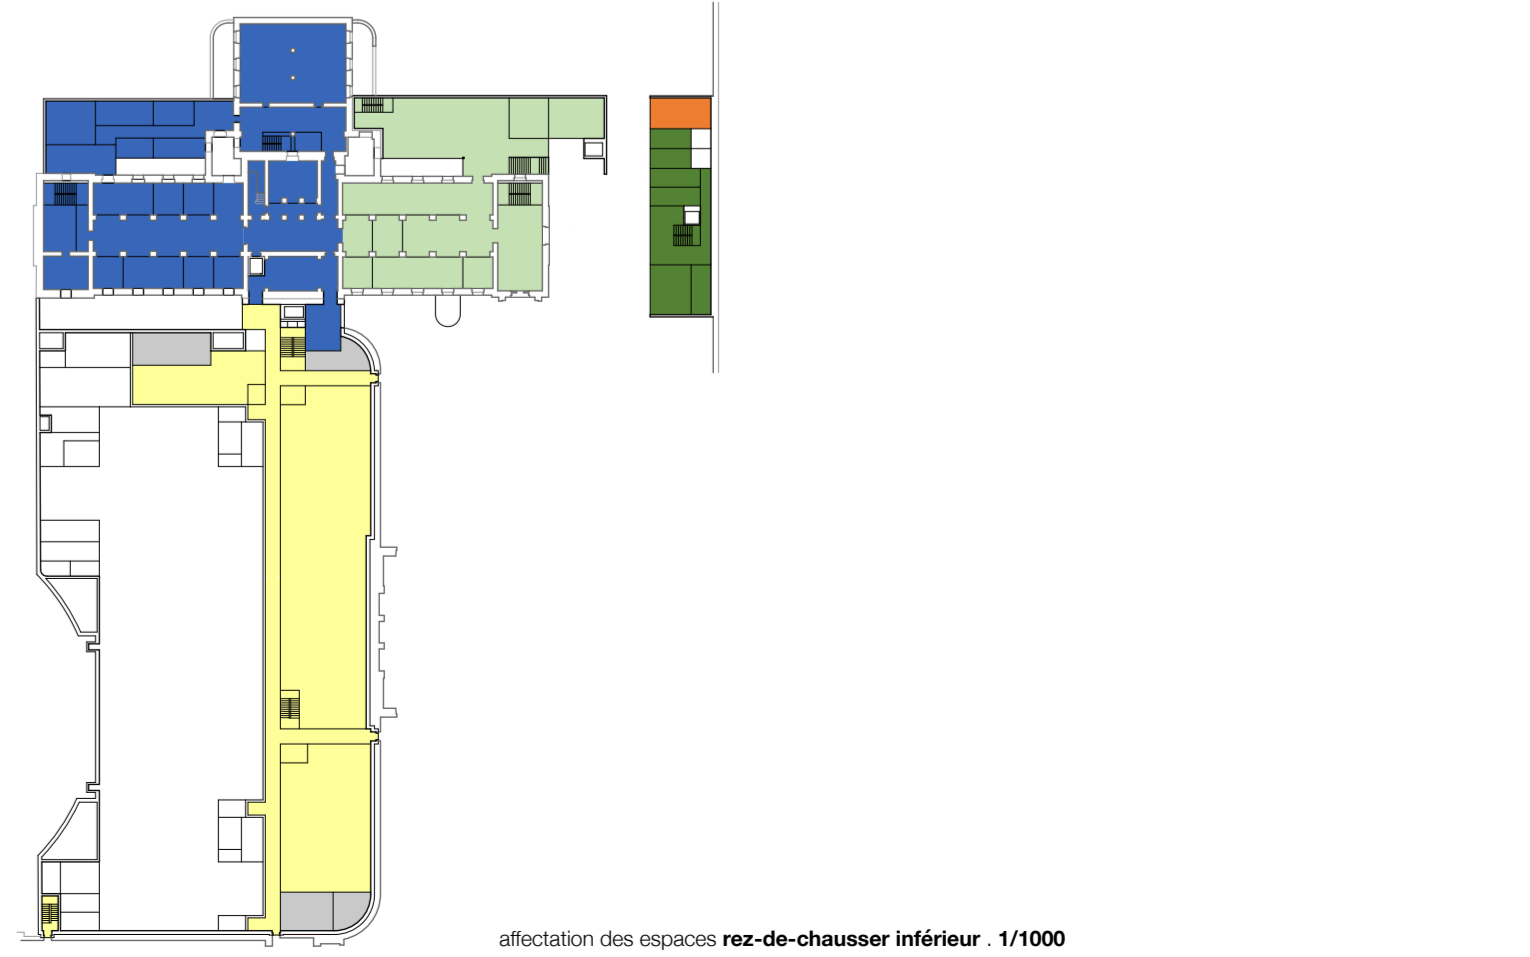 affectation des espaces rez-de-chausser inférieur . 1/1000